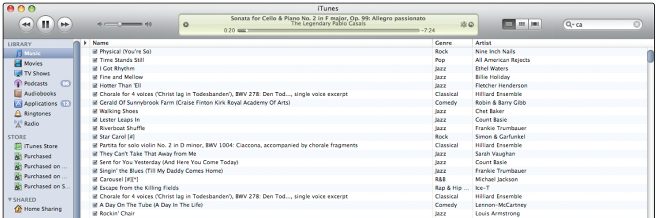 iTunes
Sonata for Cello & Piano No. 2 in F major, Op. 99: Allegro passionato
The Legendary Pablo Casals
0:20 -7:24
ca
LIBRARY
Music
Movies
TV Shows
Podcasts
Audiobooks
Applications
Ringtones
Radio
STORE
iTunes Store
Purchased
Purchased on ...
Purchased on ...
Purchased on S...
SHARED
Home Sharing
Name Genre Artist
Physical (You're So) Rock Nine Inch Nails
Time Stands Still Pop All American Rejects
I Got Rhythm Jazz Ethel Waters
Fine and Mellow Jazz Billie Holiday
Hotter Than 'Ell Jazz Fletcher Henderson
Chorale for 4 voices ('Christ lag in Todesbanden'), BWV 278: Den Tod..., single voice excerpt Classical Hilliard Ensemble
Gerald Of Sunnybrook Farm (Craise Finton Kirk Royal Academy Of Arts) Comedy Robin & Barry Gibb
Walking Shoes Jazz Chet Baker
Lester Leaps In Jazz Count Basie
Riverboat Shuffle Jazz Frankie Trumbauer
Star Carol [#] Rock Simon & Garfunkel
Partita for solo violin No. 2 in D minor, BWV 1004: Ciaccona, accompanied by chorale fragments Classical Hilliard Ensemble
They Can't Take That Away from Me Jazz Sarah Vaughan
Sent for You Yesterday (And Here You Come Today) Jazz Count Basie
Singin' the Blues (Till My Daddy Comes Home) Jazz Frankie Trumbauer
Carousel [#][*] R&B Michael Jackson
Escape from the Killing Fields Rap & Hip ... Ice-T
Chorale for 4 voices ('Christ lag in Todesbanden'), BWV 278: Den Tod..., single voice excerpt Classical Hilliard Ensemble
A Day On The Tube (A Day In The Life) Comedy Lennon-McCartney
Rockin' Chair Jazz Louis Armstrong